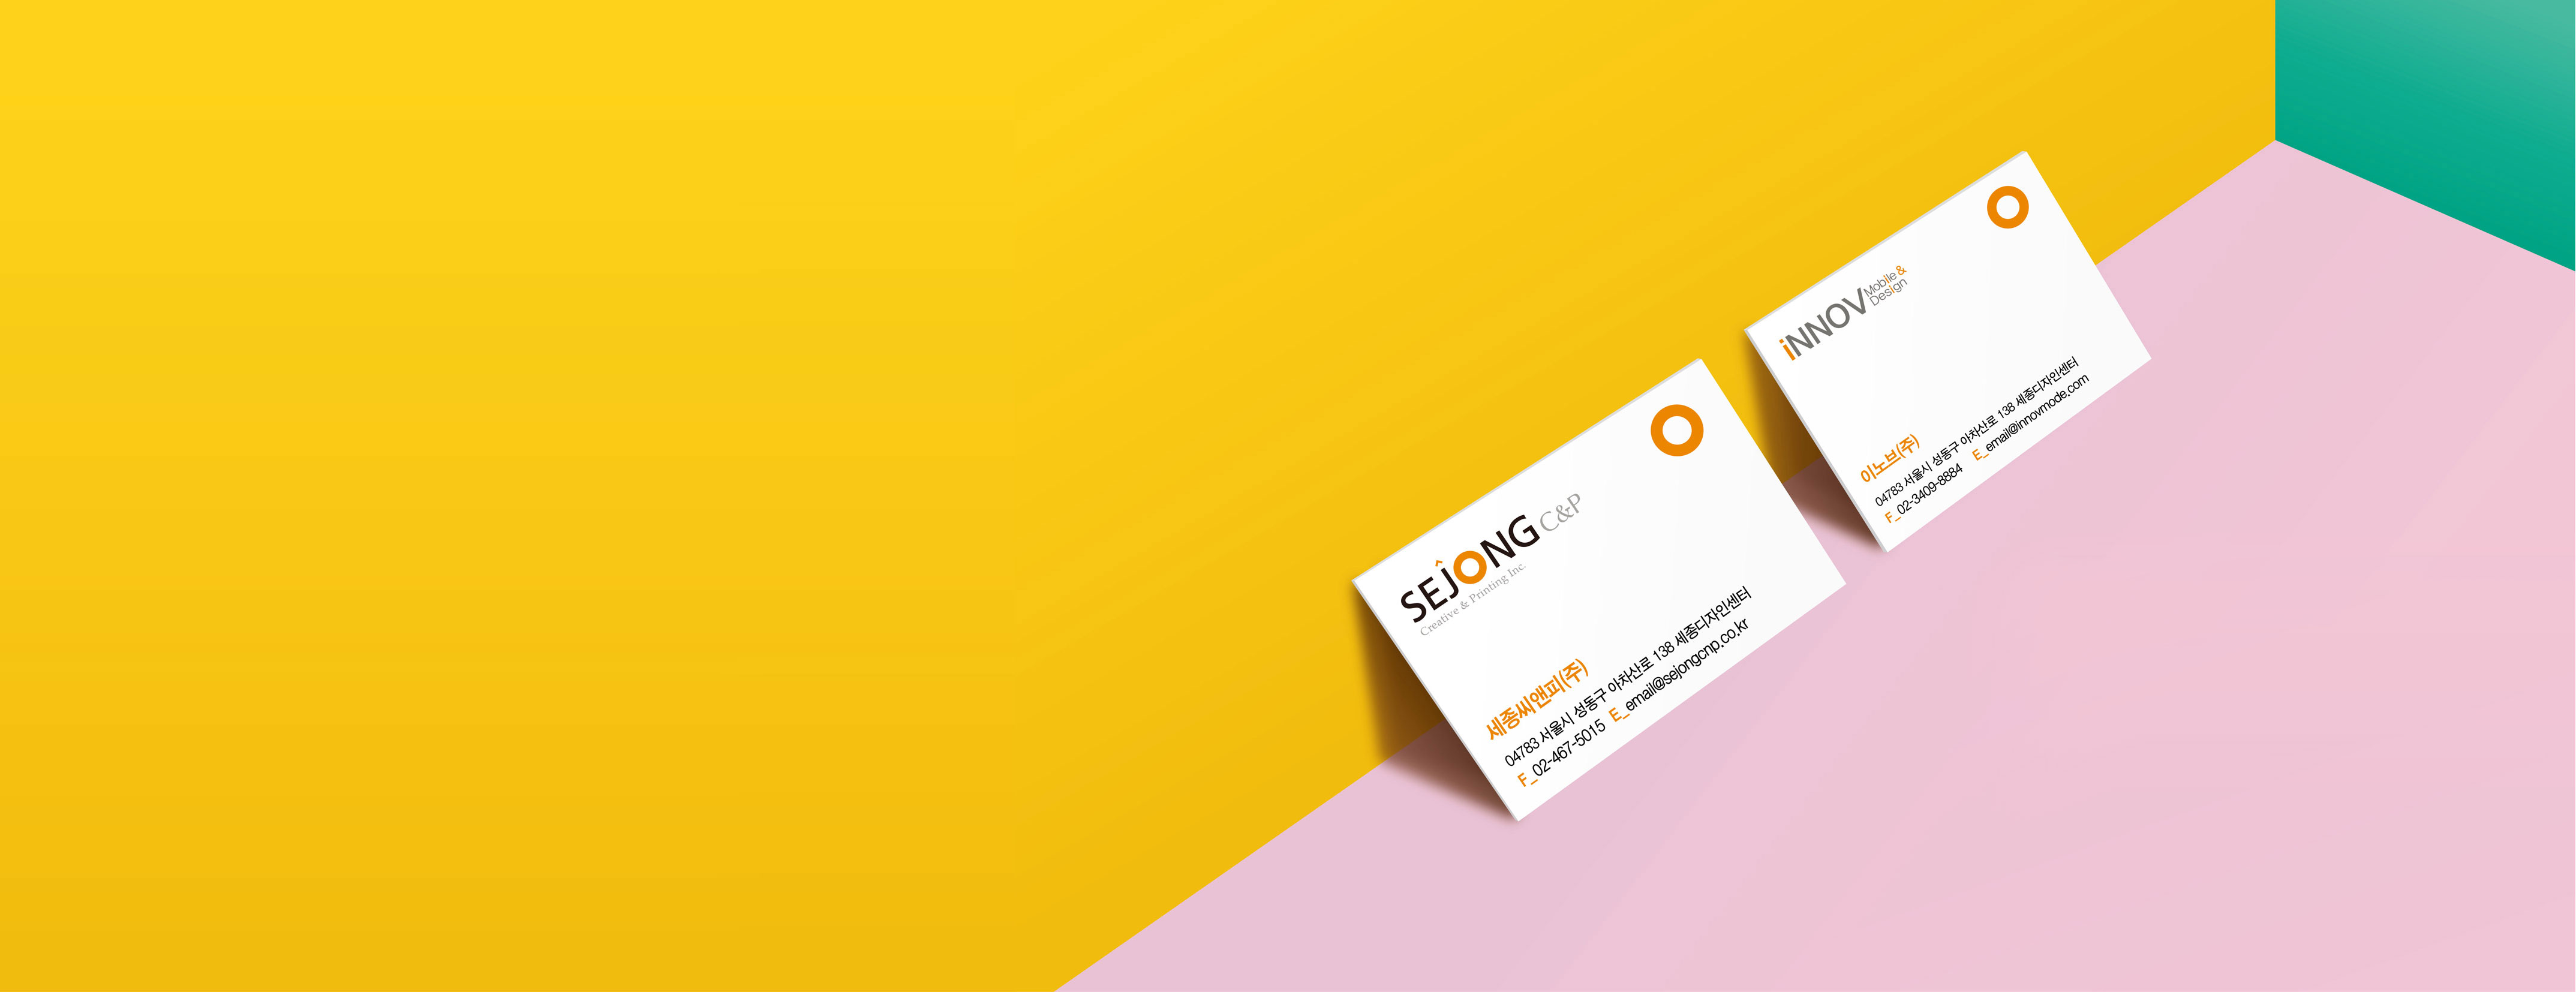 SEJONG C&P
Creative & Printing Inc.
세종씨앤피(주)
04783 서울시 성동구 아차산로 138 세종디자인센터
F_02-467-5015 E_email@sejongcnp.co.kr
iNNOV Mobile &
Design
이노브(주)
04783 서울시 성동구 아차산로 138 세종디자인센터
F_02-3409-8884 E_email@innovmode.com